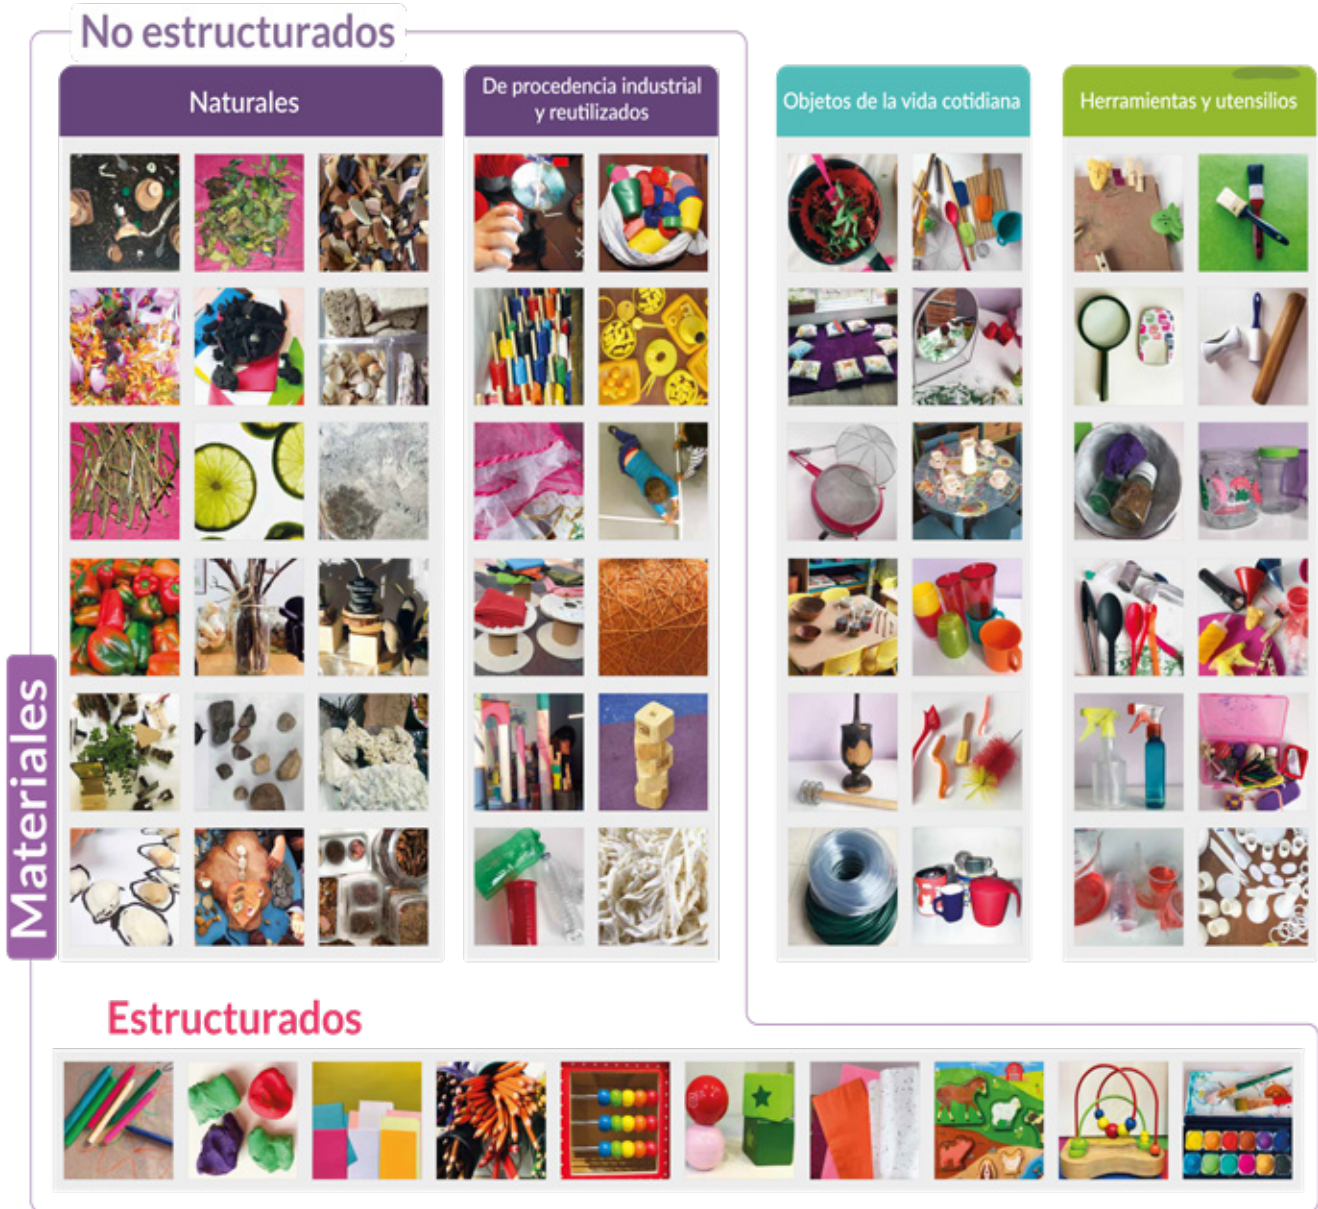 No estructurados
Naturales
De procedencia industrial
y reutilizados
Objetos de la vida cotidiana
Herramientas y utensilios
Materiales
Estructurados